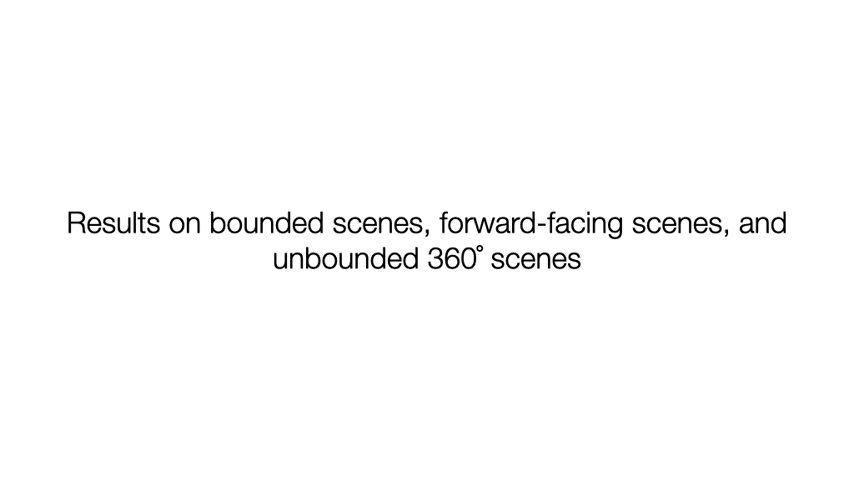 Results on bounded scenes, forward-facing scenes, and
unbounded 360° scenes